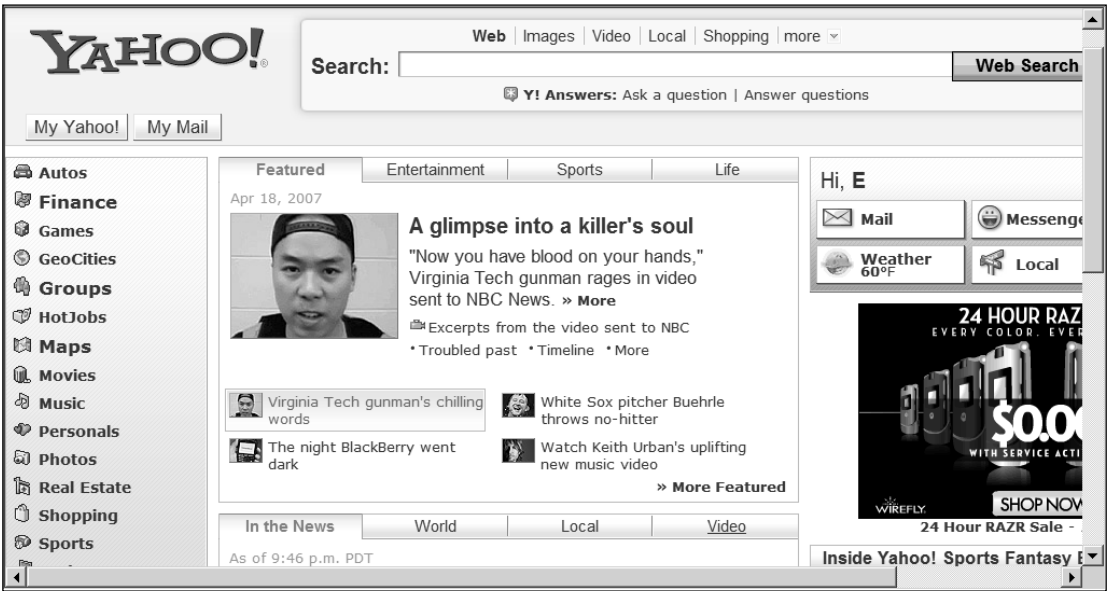 YAHOO!
Web | Images | Video | Local | Shopping | more
Search:
Web Search
Y! Answers: Ask a question | Answer questions
My Yahoo!
My Mail
Autos
Finance
Games
GeoCities
Groups
HotJobs
Maps
Movies
Music
Personals
Photos
Real Estate
Shopping
Sports
Featured
Entertainment
Sports
Life
Apr 18, 2007
A glimpse into a killer's soul
"Now you have blood on your hands,"
Virginia Tech gunman rages in video
sent to NBC News. » More
Excerpts from the video sent to NBC
• Troubled past • Timeline • More
Virginia Tech gunman's chilling
words
White Sox pitcher Buehrle
throws no-hitter
The night BlackBerry went
dark
Watch Keith Urban's uplifting
new music video
» More Featured
In the News
World
Local
Video
As of 9:46 p.m. PDT
Hi, E
Mail
Messenge
Weather
60°F
Local
24 HOUR RAZ
EVERY COLOR. EVER
$0.00
WITH SERVICE ACTI
WIREFLY.
SHOP NOW
24 Hour RAZR Sale -
Inside Yahoo! Sports Fantasy